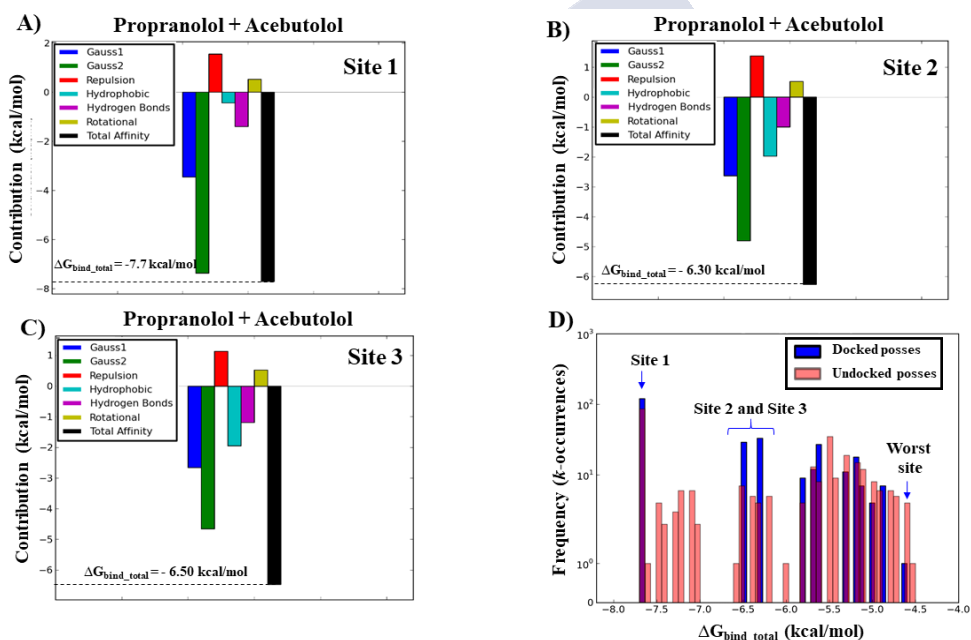 A)
Propranolol + Acebutolol
Gauss1
Gauss2
Repulsion
Hydrophobic
Hydrogen Bonds
Rotational
Total Affinity
Site 1
Contribution (kcal/mol)
2
0
−2
−4
−6
−8
ΔGbind_total = -7.7 kcal/mol
B)
Propranolol + Acebutolol
Gauss1
Gauss2
Repulsion
Hydrophobic
Hydrogen Bonds
Rotational
Total Affinity
Site 2
Contribution (kcal/mol)
1
0
−1
−2
−3
−4
−5
−6
ΔGbind_total = - 6.30 kcal/mol
C)
Propranolol + Acebutolol
Gauss1
Gauss2
Repulsion
Hydrophobic
Hydrogen Bonds
Rotational
Total Affinity
Site 3
Contribution (kcal/mol)
1
0
−1
−2
−3
−4
−5
−6
ΔGbind_total = - 6.50 kcal/mol
D)
Docked posses
Undocked posses
Site 1
Site 2 and Site 3
Worst
site
Frequency (k-occurrences)
10³
10²
10¹
10⁰
0
−8.0 −7.5 −7.0 −6.5 −6.0 −5.5 −5.0 −4.5 −4.0
ΔGbind_total (kcal/mol)